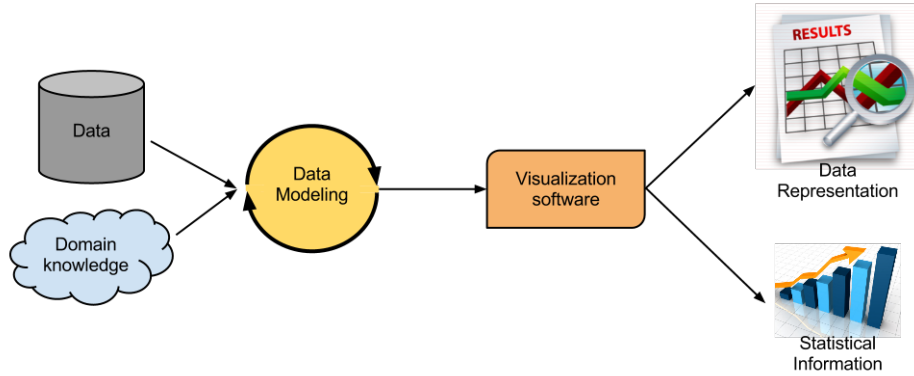 Data
Domain
knowledge
Data
Modeling
Visualization
software
RESULTS
Data
Representation
Statistical
Information